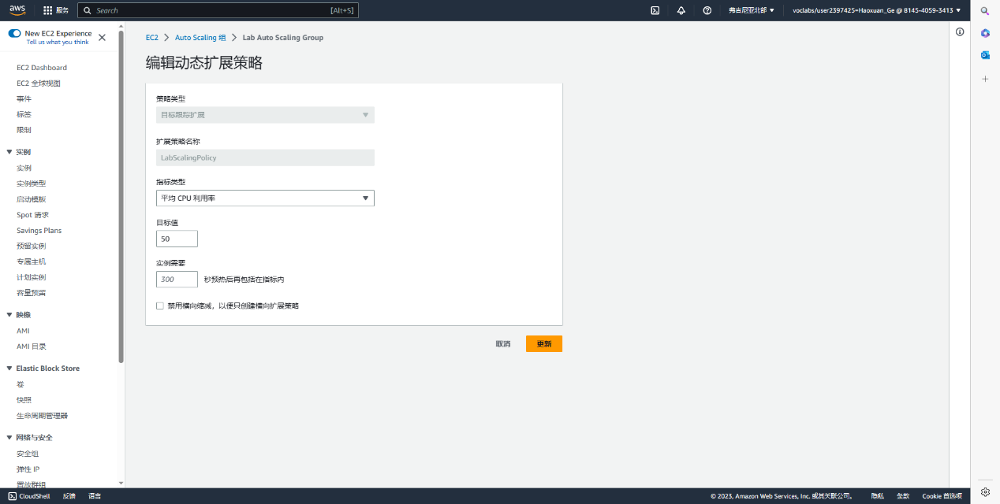 aws
服务
Search
[Alt+S]
弗吉尼亚北部
voclabs/user2397425=Haoxuan_Ge @ 8145-4059-3413
New EC2 Experience
Tell us what you think
EC2 Dashboard
EC2 全球视图
事件
标签
限制
实例
实例
实例类型
启动模板
Spot 请求
Savings Plans
预留实例
专属主机
计划实例
容量预留
映像
AMI
AMI 目录
Elastic Block Store
卷
快照
生命周期管理器
网络与安全
安全组
弹性 IP
置放群组
EC2
Auto Scaling 组
Lab Auto Scaling Group
编辑动态扩展策略
策略类型
目标跟踪扩展
扩展策略名称
LabScalingPolicy
指标类型
平均 CPU 利用率
目标值
50
实例需要
300 秒预热后再包括在指标内
禁用横向缩减，以便只创建横向扩展策略
取消
更新
CloudShell
反馈
语言
© 2023, Amazon Web Services, Inc. 或其关联公司。
隐私
条款
Cookie 首选项